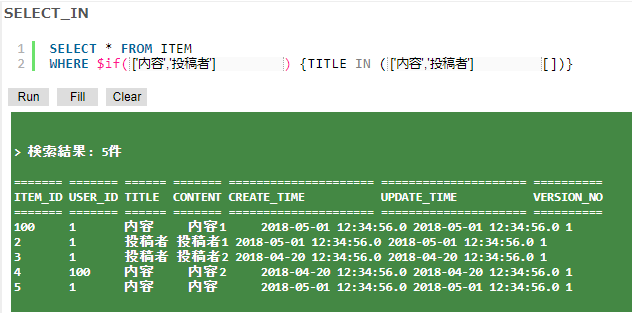 SELECT_IN
1 SELECT * FROM ITEM
2 WHERE $if( ['内容','投稿者'] ) {TITLE IN ( ['内容','投稿者'] [])}
Run Fill Clear
> 検索結果: 5件
======= ======= ====== ======= ===================== ===================== ==========
ITEM_ID USER_ID TITLE CONTENT CREATE_TIME UPDATE_TIME VERSION_NO
======= ======= ====== ======= ===================== ===================== ==========
100 1 内容 内容1 2018-05-01 12:34:56.0 2018-05-01 12:34:56.0 1
2 1 投稿者 投稿者1 2018-05-01 12:34:56.0 2018-05-01 12:34:56.0 1
3 1 投稿者 投稿者2 2018-04-20 12:34:56.0 2018-04-20 12:34:56.0 1
4 100 内容 内容2 2018-04-20 12:34:56.0 2018-04-20 12:34:56.0 1
5 1 内容 内容 2018-05-01 12:34:56.0 2018-05-01 12:34:56.0 1